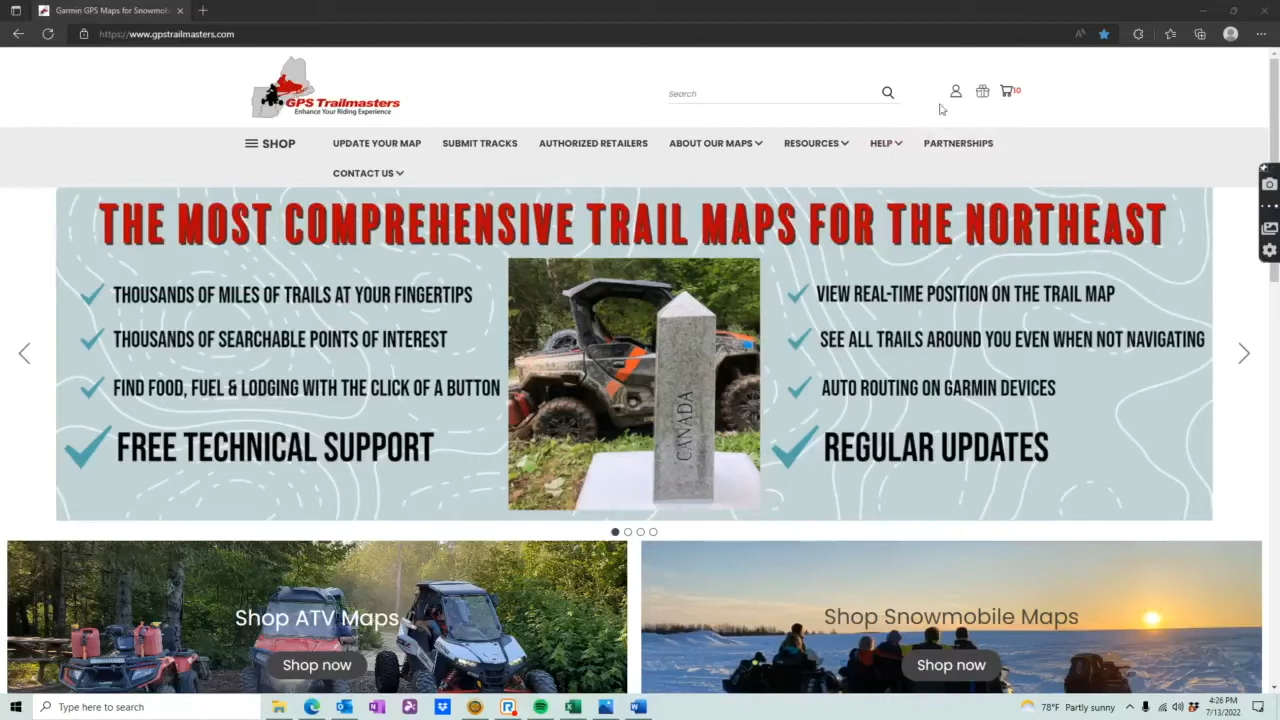 Garmin GPS Maps for Snowmob
https://www.gpstrailmasters.com
GPS Trailmasters
Enhance Your Riding Experience
Search
10
SHOP
UPDATE YOUR MAP
SUBMIT TRACKS
AUTHORIZED RETAILERS
ABOUT OUR MAPS
RESOURCES
HELP
PARTNERSHIPS
CONTACT US
THE MOST COMPREHENSIVE TRAIL MAPS FOR THE NORTHEAST
THOUSANDS OF MILES OF TRAILS AT YOUR FINGERTIPS
THOUSANDS OF SEARCHABLE POINTS OF INTEREST
FIND FOOD, FUEL & LODGING WITH THE CLICK OF A BUTTON
FREE TECHNICAL SUPPORT
CANADA
VIEW REAL-TIME POSITION ON THE TRAIL MAP
SEE ALL TRAILS AROUND YOU EVEN WHEN NOT NAVIGATING
AUTO ROUTING ON GARMIN DEVICES
REGULAR UPDATES
Shop ATV Maps
Shop now
Shop Snowmobile Maps
Shop now
Type here to search
78°F Partly sunny
4:26 PM
7/13/2022